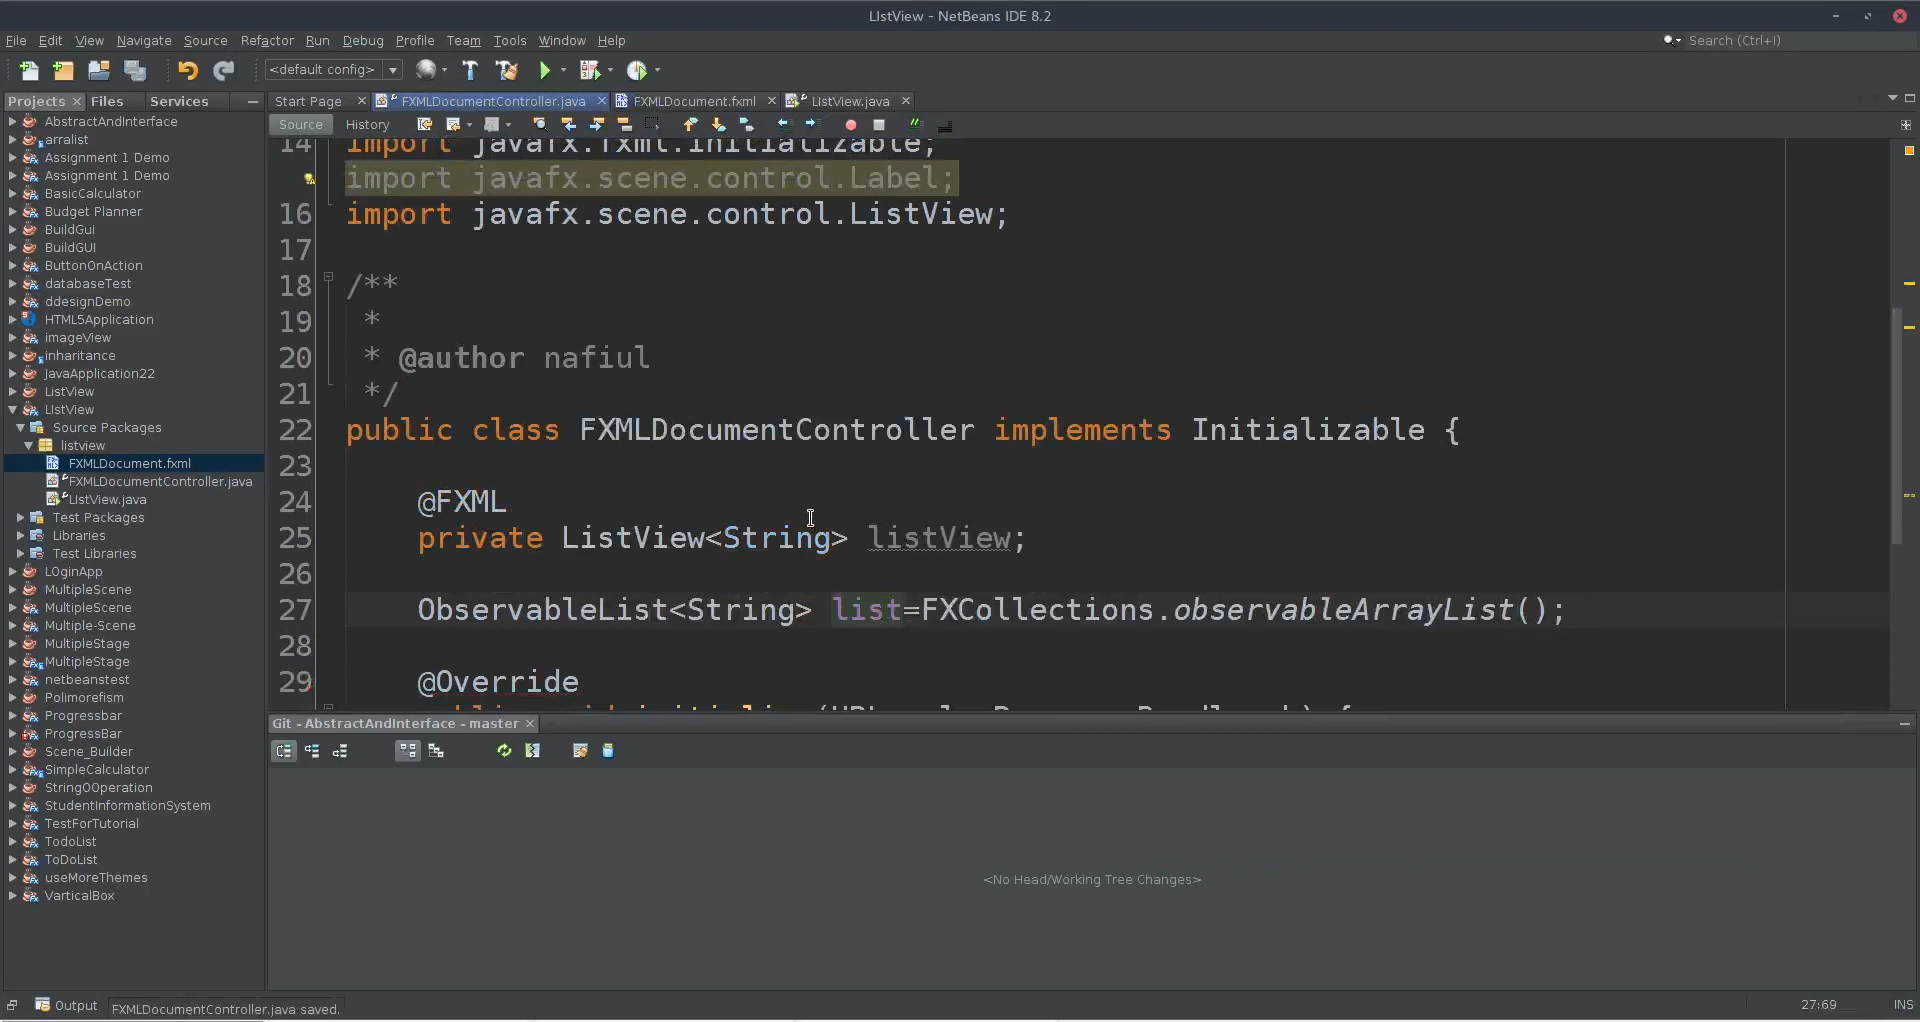 LIstView - NetBeans IDE 8.2
File Edit View Navigate Source Refactor Run Debug Profile Team Tools Window Help
Search (Ctrl+I)
<default config>
Projects Files Services
Start Page FXMLDocumentController.java FXMLDocument.fxml LIstView.java
Source History
AbstractAndInterface
arralist
Assignment 1 Demo
Assignment 1 Demo
BasicCalculator
Budget Planner
BuildGui
BuildGUI
ButtonOnAction
databaseTest
ddesignDemo
HTML5Application
imageView
inheritance
JavaApplication22
ListView
LIstView
Source Packages
listview
FXMLDocument.fxml
FXMLDocumentController.java
LIstView.java
Test Packages
Libraries
Test Libraries
LOginApp
MultipleScene
MultipleScene
Multiple-Scene
MultipleStage
MultipleStage
netbeanstest
Polimorefism
Progressbar
ProgressBar
Scene_Builder
SimpleCalculator
StringOOperation
StudentInformationSystem
TestForTutorial
TodoList
ToDoList
useMoreThemes
VarticalBox
14 import javafx.fxml.Initializable;
import javafx.scene.control.Label;
16 import javafx.scene.control.ListView;
17
18 /**
19 *
20 * @author nafiul
21 */
22 public class FXMLDocumentController implements Initializable {
23
24 @FXML
25 private ListView<String> listView;
26
27 ObservableList<String> list=FXCollections.observableArrayList();
28
29 @Override
Git - AbstractAndInterface - master
<No Head/Working Tree Changes>
Output FXMLDocumentController.java saved.
27:69 INS